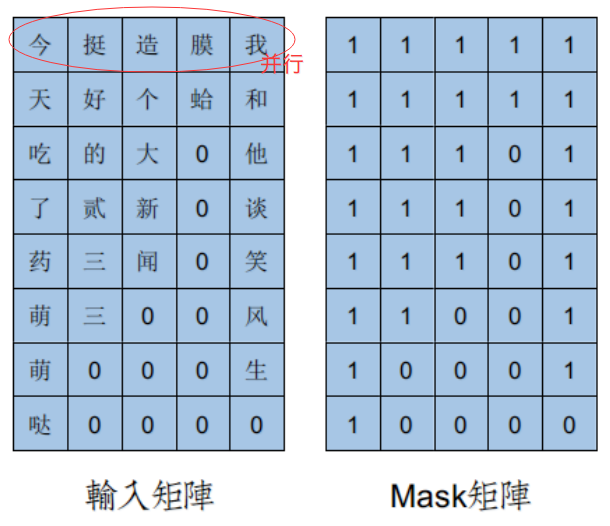 今 挺 造 膜 我 1 1 1 1 1
并行
天 好 个 蛤 和 1 1 1 1 1
吃 的 大 0 他 1 1 1 0 1
了 贰 新 0 谈 1 1 1 0 1
药 三 闻 0 笑 1 1 1 0 1
萌 三 0 0 风 1 1 0 0 1
萌 0 0 0 生 1 0 0 0 1
哒 0 0 0 0 1 0 0 0 0
輸入矩陣 Mask矩陣